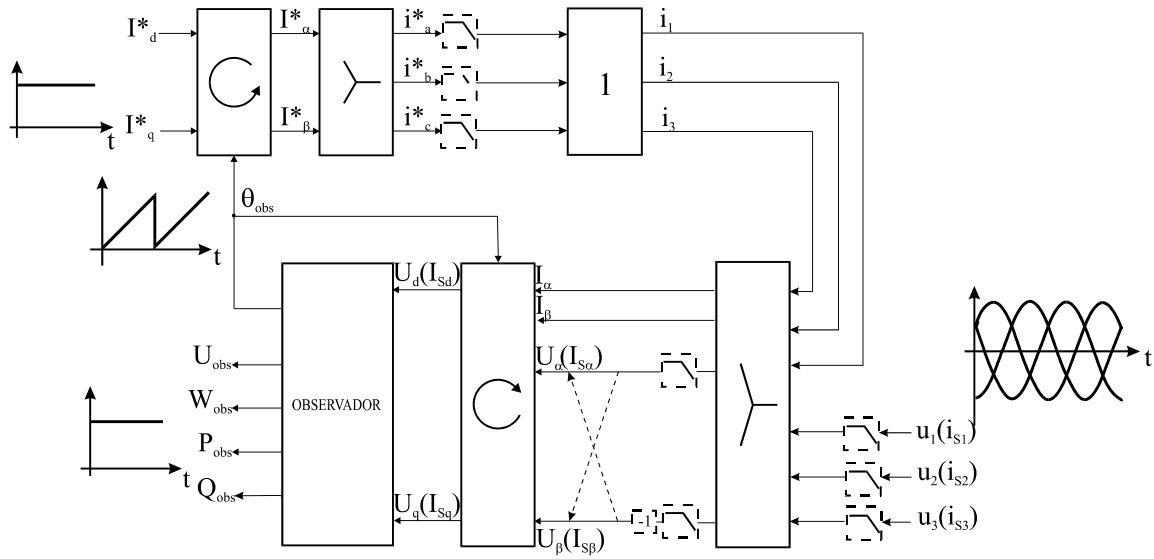 I*d
I*α
i*a
i1
i*b
i2
1
I*q
I*β
i*c
i3
t
θobs
t
Ud(ISd)
Iα
Iβ
Uα(ISα)
t
Uobs
Wobs
OBSERVADOR
u1(iS1)
Pobs
t
u2(iS2)
Qobs
Uq(ISq)
-1
u3(iS3)
Uβ(ISβ)